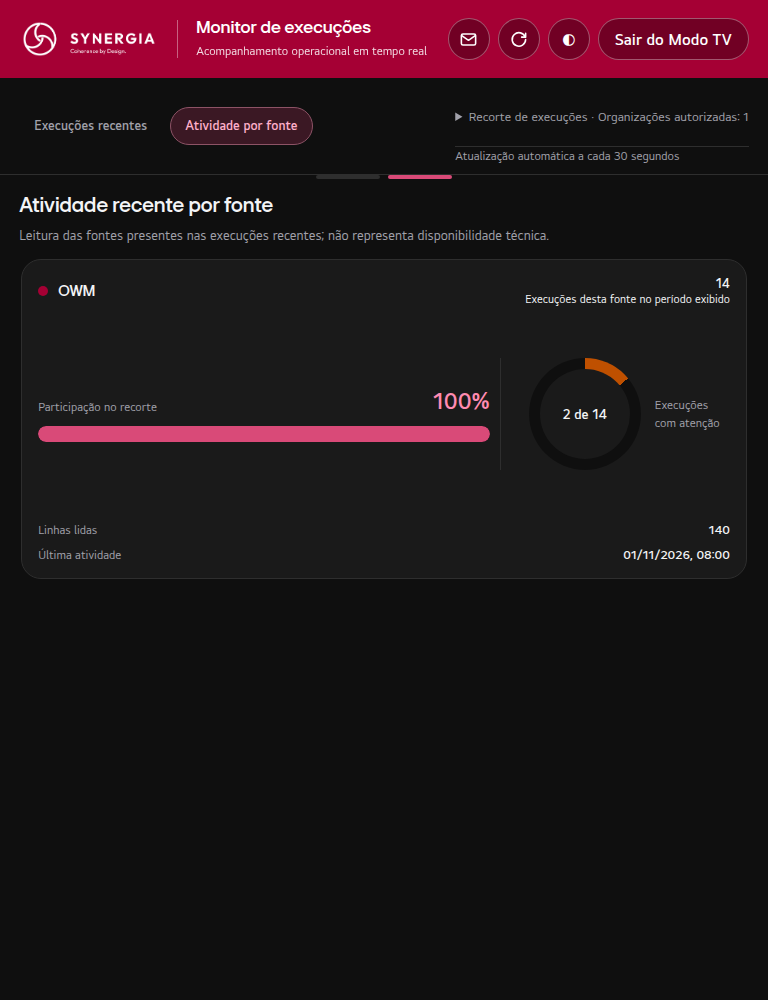 SYNERGIA
Coherence by Design.
Monitor de execuções
Acompanhamento operacional em tempo real
Sair do Modo TV
Execuções recentes
Atividade por fonte
Recorte de execuções · Organizações autorizadas: 1
Atualização automática a cada 30 segundos
Atividade recente por fonte
Leitura das fontes presentes nas execuções recentes; não representa disponibilidade técnica.
OWM
14
Execuções desta fonte no período exibido
Participação no recorte
100%
2 de 14
Execuções
com atenção
Linhas lidas
140
Última atividade
01/11/2026, 08:00